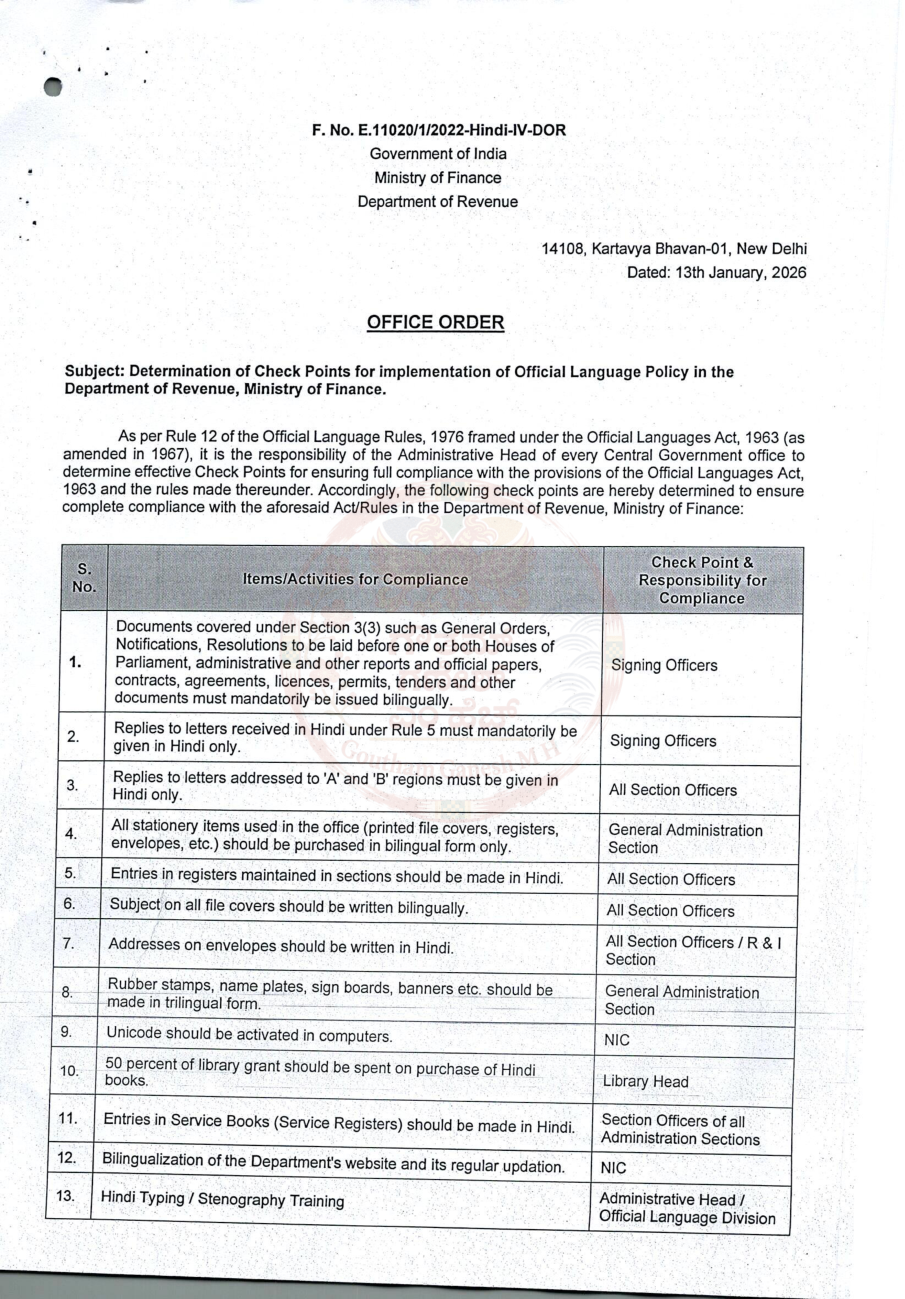 F. No. E.11020/1/2022-Hindi-IV-DOR
Government of India
Ministry of Finance
Department of Revenue
14108, Kartavya Bhavan-01, New Delhi
Dated: 13th January, 2026
OFFICE ORDER
Subject: Determination of Check Points for implementation of Official Language Policy in the
Department of Revenue, Ministry of Finance.
As per Rule 12 of the Official Language Rules, 1976 framed under the Official Languages Act, 1963 (as
amended in 1967), it is the responsibility of the Administrative Head of every Central Government office to
determine effective Check Points for ensuring full compliance with the provisions of the Official Languages Act,
1963 and the rules made thereunder. Accordingly, the following check points are hereby determined to ensure
complete compliance with the aforesaid Act/Rules in the Department of Revenue, Ministry of Finance:
S.
No.
Items/Activities for Compliance
Check Point &
Responsibility for
Compliance
1.
Documents covered under Section 3(3) such as General Orders,
Notifications, Resolutions to be laid before one or both Houses of
Parliament, administrative and other reports and official papers,
contracts, agreements, licences, permits, tenders and other
documents must mandatorily be issued bilingually.
Signing Officers
2.
Replies to letters received in Hindi under Rule 5 must mandatorily be
given in Hindi only.
Signing Officers
3.
Replies to letters addressed to 'A' and 'B' regions must be given in
Hindi only.
All Section Officers
4.
All stationery items used in the office (printed file covers, registers,
envelopes, etc.) should be purchased in bilingual form only.
General Administration
Section
5.
Entries in registers maintained in sections should be made in Hindi.
All Section Officers
6.
Subject on all file covers should be written bilingually.
All Section Officers
7.
Addresses on envelopes should be written in Hindi.
All Section Officers / R & I
Section
8.
Rubber stamps, name plates, sign boards, banners etc. should be
made in trilingual form.
General Administration
Section
9.
Unicode should be activated in computers.
NIC
10.
50 percent of library grant should be spent on purchase of Hindi
books.
Library Head
11.
Entries in Service Books (Service Registers) should be made in Hindi.
Section Officers of all
Administration Sections
12.
Bilingualization of the Department's website and its regular updation.
NIC
13.
Hindi Typing / Stenography Training
Administrative Head /
Official Language Division
Goutham Ganesh M H